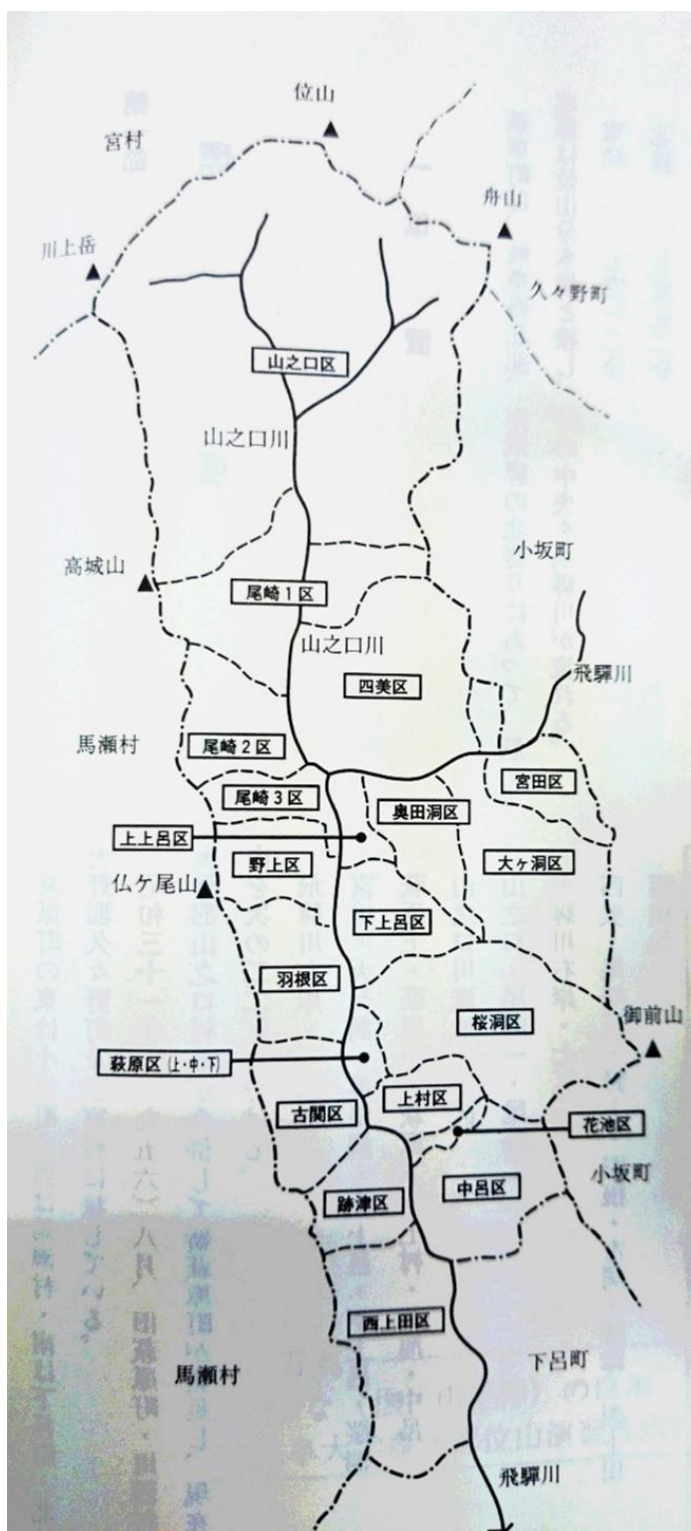 位山
宮村
舟山
川上岳
久々野町
山之口区
山之口川
小坂町
高城山
尾崎1区
山之口川
飛驒川
四美区
馬瀬村
尾崎2区
宮田区
尾崎3区
奥田洞区
上上呂区
野上区
大ヶ洞区
仏ケ尾山
下上呂区
羽根区
桜洞区
御前山
萩原区(上・中・下)
上村区
古関区
花池区
小坂町
中呂区
跡津区
西上田区
下呂町
馬瀬村
飛驒川